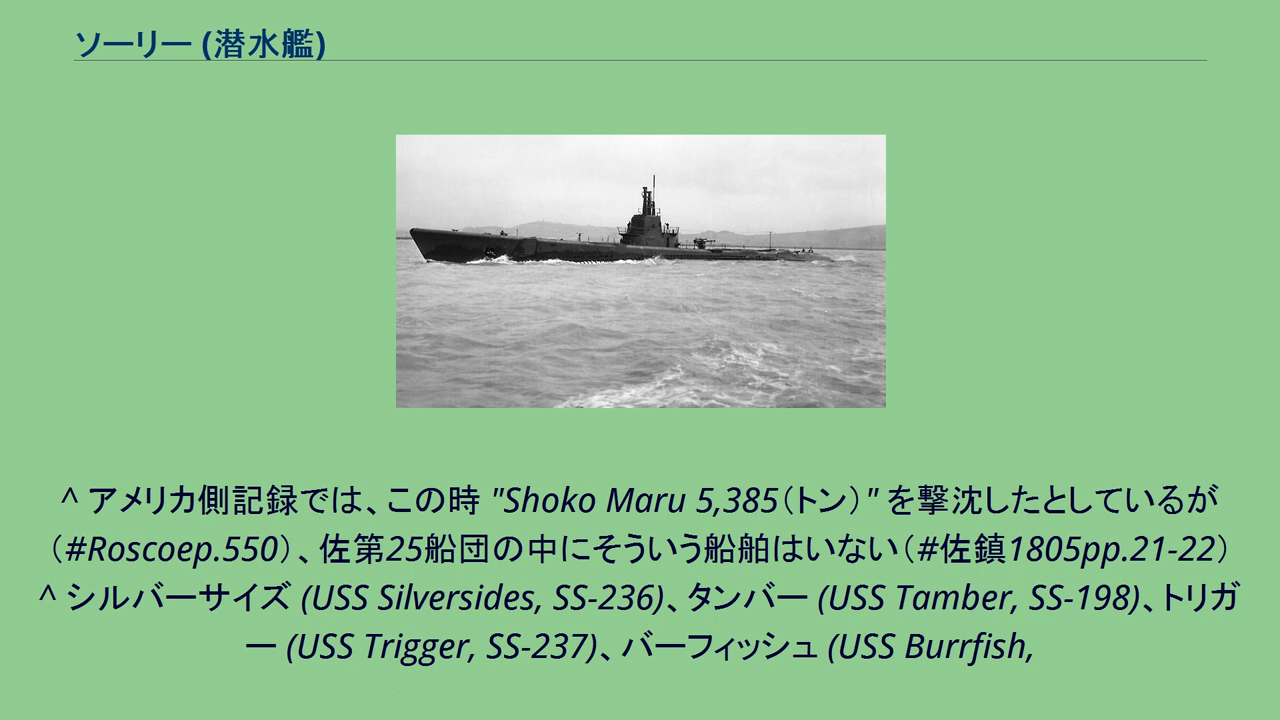 ソーリー (潜水艦)
^ アメリカ側記録では、この時 "Shoko Maru 5,385(トン)" を撃沈したとしているが
(#Roscoep.550)、佐第25船団の中にそういう船舶はいない(#佐鎮1805pp.21-22)
^ シルバーサイズ (USS Silversides, SS-236)、タンバー (USS Tamber, SS-198)、トリガ
ー (USS Trigger, SS-237)、バーフィッシュ (USS Burrfish,